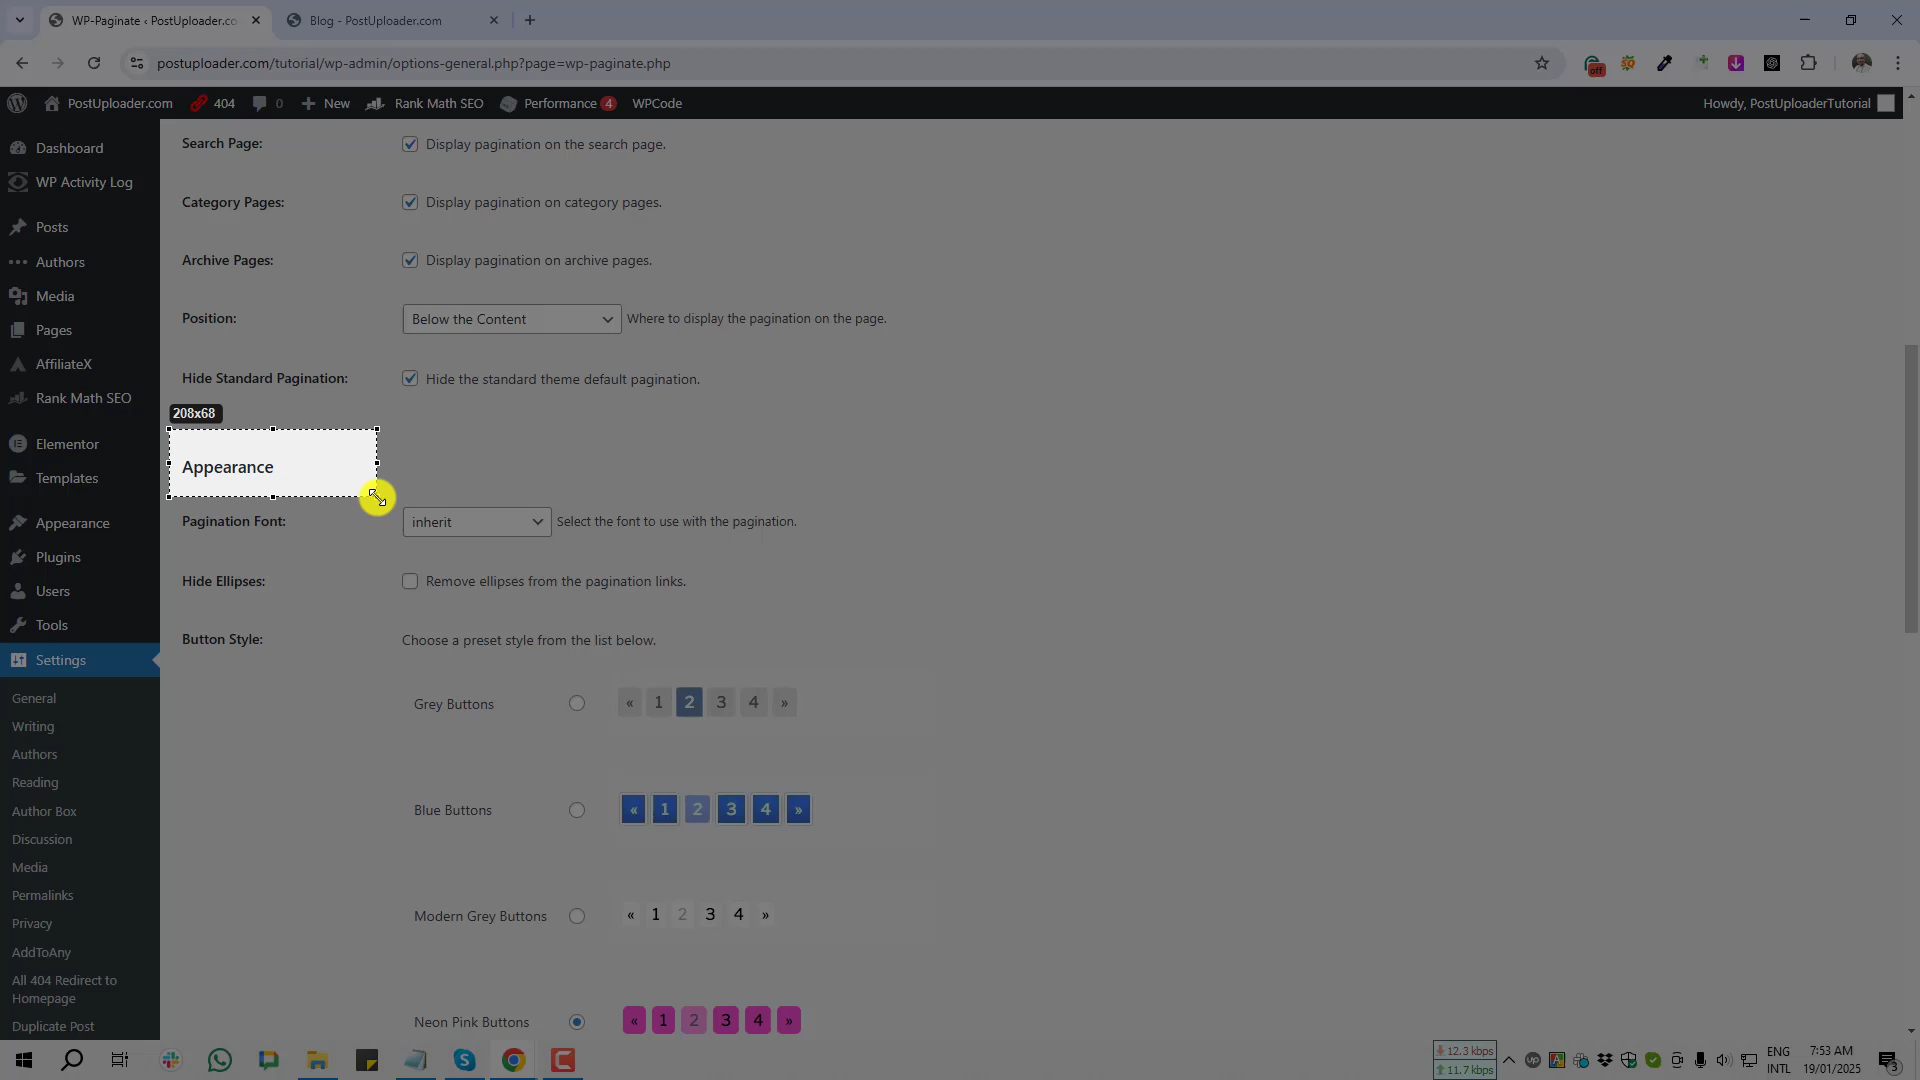 WP-Paginate ‹ PostUploader.co
Blog - PostUploader.com
postuploader.com/tutorial/wp-admin/options-general.php?page=wp-paginate.php
off
PostUploader.com
404
0
New
Rank Math SEO
Performance 4
WPCode
Howdy, PostUploaderTutorial
Dashboard
WP Activity Log
Posts
Authors
Media
Pages
AffiliateX
Rank Math SEO
Elementor
Templates
Appearance
Plugins
Users
Tools
Settings
General
Writing
Authors
Reading
Author Box
Discussion
Media
Permalinks
Privacy
AddToAny
All 404 Redirect to
Homepage
Duplicate Post
Search Page:
Display pagination on the search page.
Category Pages:
Display pagination on category pages.
Archive Pages:
Display pagination on archive pages.
Position:
Below the Content
Where to display the pagination on the page.
Hide Standard Pagination:
Hide the standard theme default pagination.
208x68
Appearance
Pagination Font:
inherit
Select the font to use with the pagination.
Hide Ellipses:
Remove ellipses from the pagination links.
Button Style:
Choose a preset style from the list below.
Grey Buttons
« 1 2 3 4 »
Blue Buttons
« 1 2 3 4 »
Modern Grey Buttons
« 1 2 3 4 »
Neon Pink Buttons
« 1 2 3 4 »
12.3 kbps
11.7 kbps
ENG
INTL
7:53 AM
19/01/2025
3